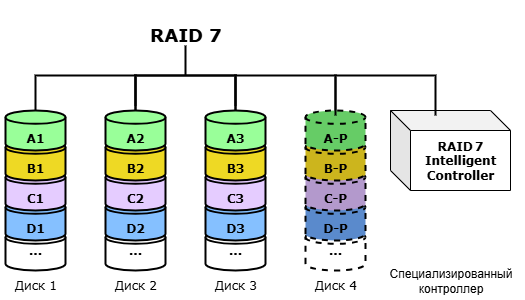 RAID 7
A1 A2 A3 A-P
B1 B2 B3 B-P
C1 C2 C3 C-P
D1 D2 D3 D-P
... ... ... ...
RAID 7
Intelligent
Controller
Диск 1 Диск 2 Диск 3 Диск 4
Специализированный
контроллер